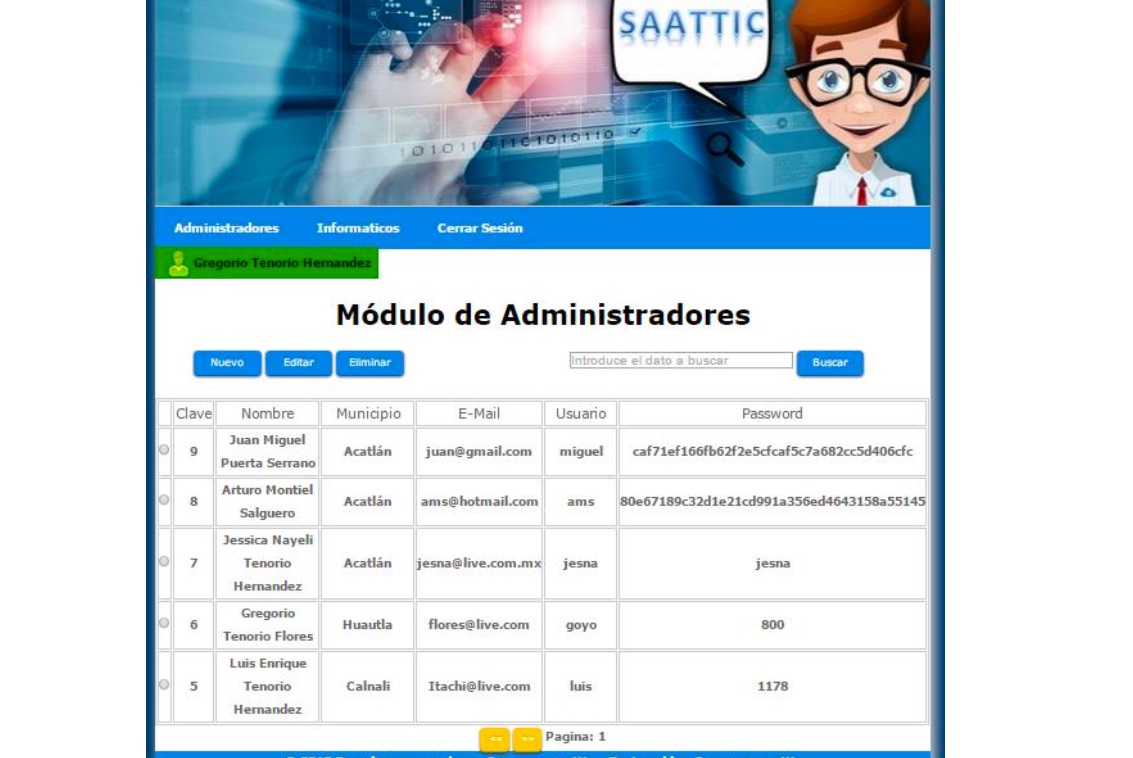 SAATTIC
1010110110101010110
Administradores Informaticos Cerrar Sesión
Gregorio Tenorio Hernandez
Módulo de Administradores
Nuevo Editar Eliminar Introduce el dato a buscar Buscar
Clave Nombre Municipio E-Mail Usuario Password
9 Juan Miguel Puerta Serrano Acatlán juan@gmail.com miguel caf71ef166fb62f2e5cfcaf5c7a682cc5d406cfc
8 Arturo Montiel Salguero Acatlán ams@hotmail.com ams 80e67189c32d1e21cd991a356ed4643158a55145
7 Jessica Nayeli Tenorio Hernandez Acatlán jesna@live.com.mx jesna jesna
6 Gregorio Tenorio Flores Huautla flores@live.com goyo 800
5 Luis Enrique Tenorio Hernandez Calnali Itachi@live.com luis 1178
<< >> Pagina: 1